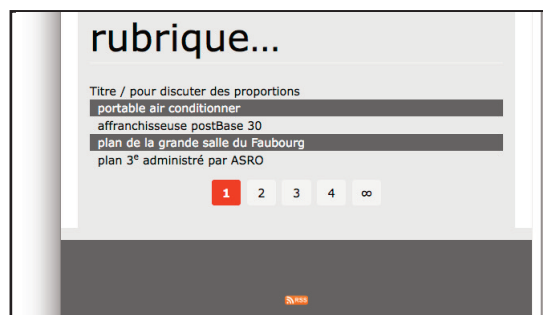 rubrique...
Titre / pour discuter des proportions
portable air conditionner
affranchisseuse postBase 30
plan de la grande salle du Faubourg
plan 3e administré par ASRO
1 2 3 4 ∞
RSS